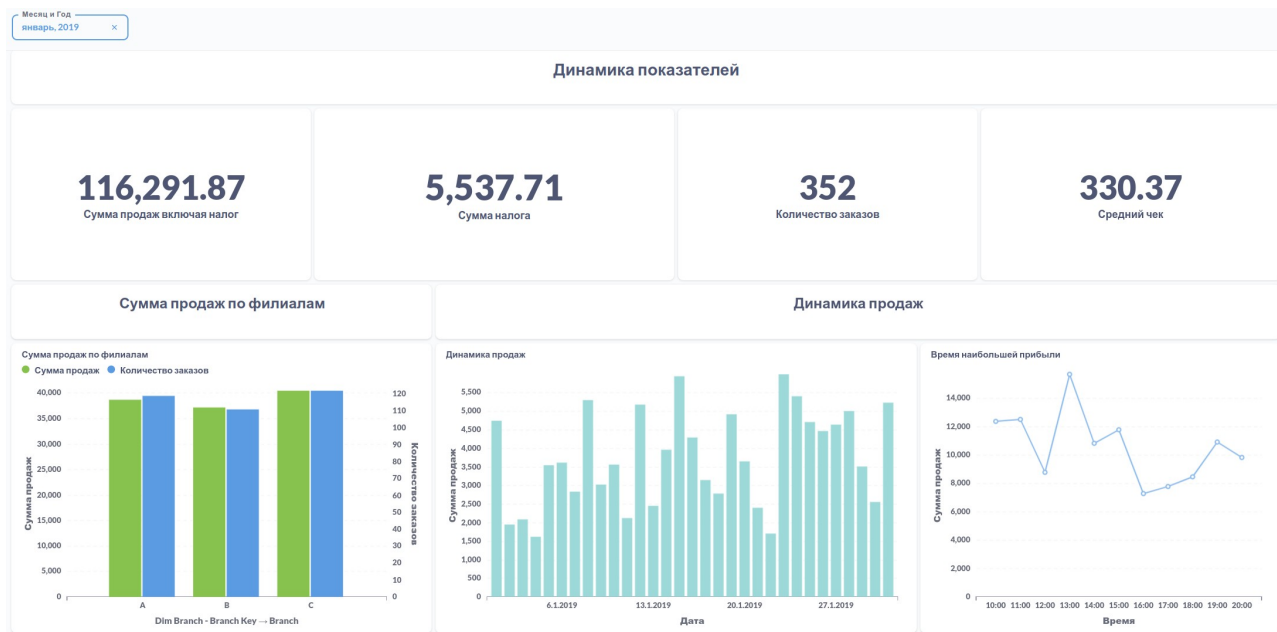 Месяц и Год
январь, 2019 ×
Динамика показателей
116,291.87
Сумма продаж включая налог
5,537.71
Сумма налога
352
Количество заказов
330.37
Средний чек
Сумма продаж по филиалам
Динамика продаж
Сумма продаж по филиалам
Сумма продаж Количество заказов
40,000
35,000
30,000
25,000
20,000
15,000
10,000
5,000
0
Сумма продаж
120
110
100
90
80
70
60
50
40
30
20
10
0
Количество заказов
A B C
Dim Branch - Branch Key → Branch
Динамика продаж
5,500
5,000
4,500
4,000
3,500
3,000
2,500
2,000
1,500
1,000
500
0
Сумма продаж
6.1.2019 13.1.2019 20.1.2019 27.1.2019
Дата
Время наибольшей прибыли
14,000
12,000
10,000
8,000
6,000
4,000
2,000
0
Сумма продаж
10:00 11:00 12:00 13:00 14:00 15:00 16:00 17:00 18:00 19:00 20:00
Время